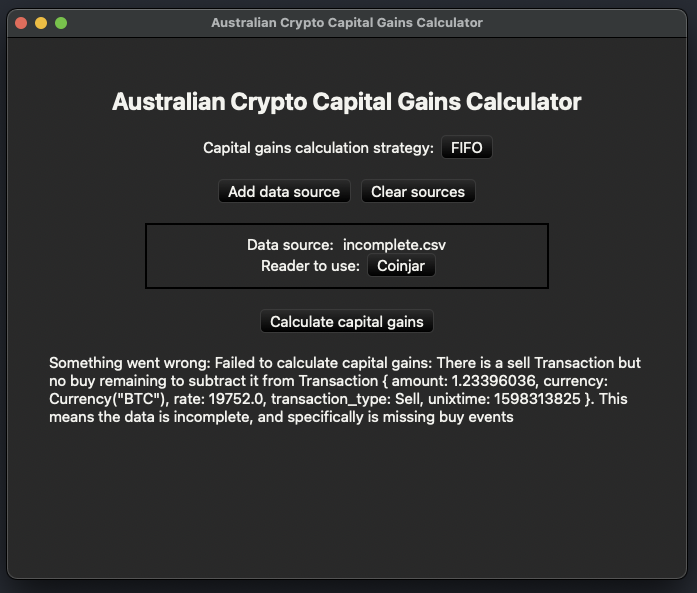 Australian Crypto Capital Gains Calculator
Australian Crypto Capital Gains Calculator
Capital gains calculation strategy: FIFO
Add data source Clear sources
Data source: incomplete.csv
Reader to use: Coinjar
Calculate capital gains
Something went wrong: Failed to calculate capital gains: There is a sell Transaction but
no buy remaining to subtract it from Transaction { amount: 1.23396036, currency:
Currency("BTC"), rate: 19752.0, transaction_type: Sell, unixtime: 1598313825 }. This
means the data is incomplete, and specifically is missing buy events